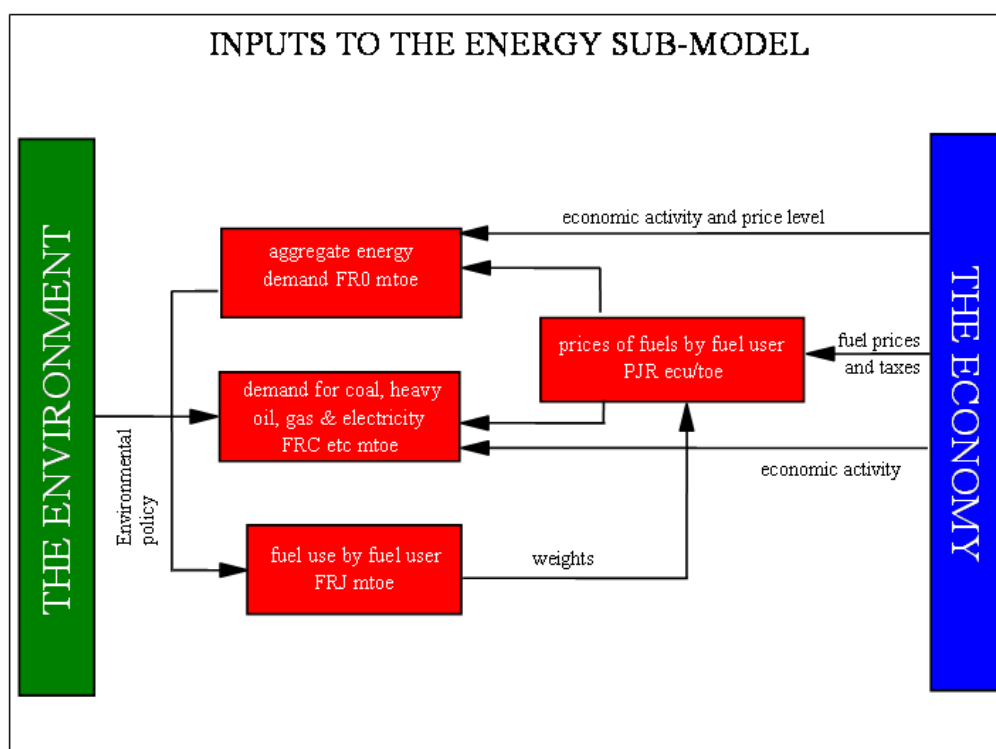 INPUTS TO THE ENERGY SUB-MODEL
THE ENVIRONMENT
economic activity and price level
aggregate energy
demand FR0 mtoe
prices of fuels by fuel user
PJR ecu/toe
fuel prices
and taxes
demand for coal, heavy
oil, gas & electricity
FRC etc mtoe
economic activity
Environmental
policy
fuel use by fuel user
FRJ mtoe
weights
THE ECONOMY